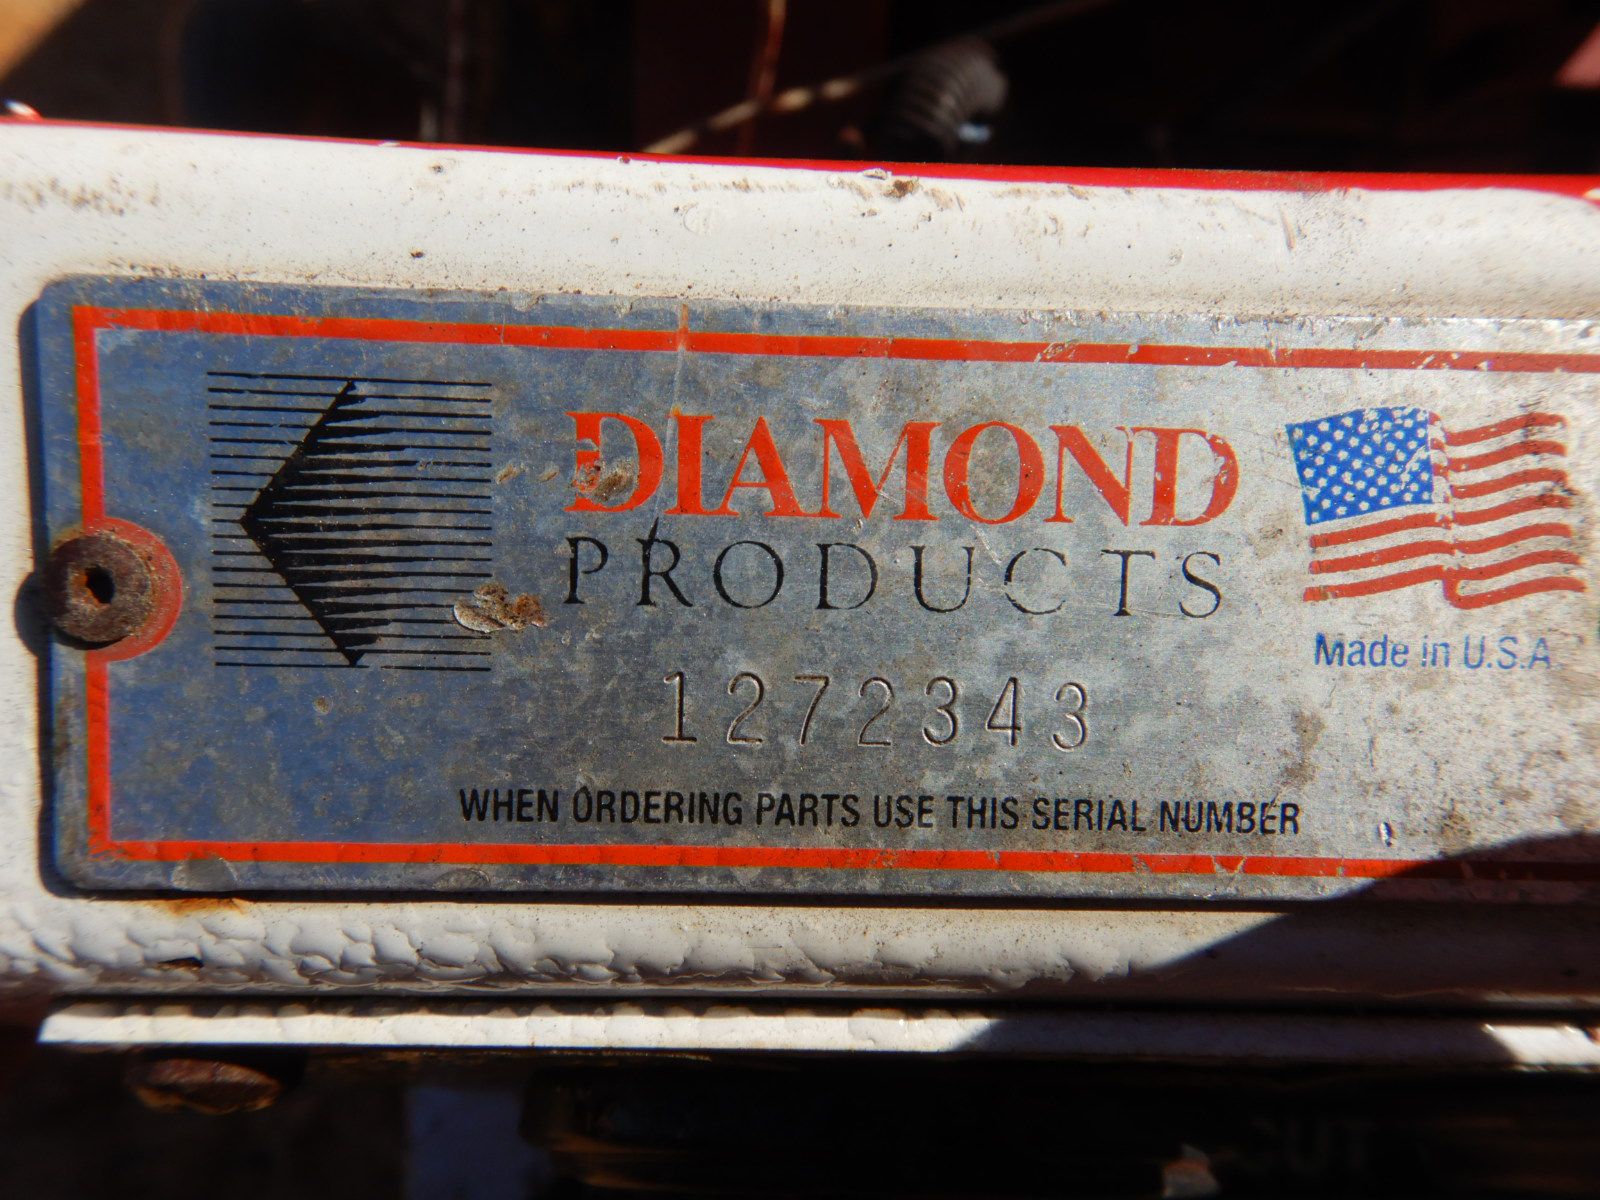 DIAMOND
PRODUCTS
Made in U.S.A.
1272343
WHEN ORDERING PARTS USE THIS SERIAL NUMBER